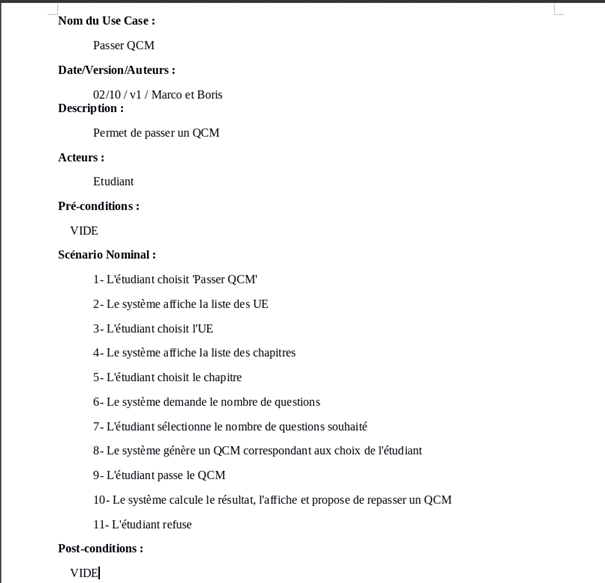 Nom du Use Case :
Passer QCM
Date/Version/Auteurs :
02/10 / v1 / Marco et Boris
Description :
Permet de passer un QCM
Acteurs :
Etudiant
Pré-conditions :
VIDE
Scénario Nominal :
1- L'étudiant choisit 'Passer QCM'
2- Le système affiche la liste des UE
3- L'étudiant choisit l'UE
4- Le système affiche la liste des chapitres
5- L'étudiant choisit le chapitre
6- Le système demande le nombre de questions
7- L'étudiant sélectionne le nombre de questions souhaité
8- Le système génère un QCM correspondant aux choix de l'étudiant
9- L'étudiant passe le QCM
10- Le système calcule le résultat, l'affiche et propose de repasser un QCM
11- L'étudiant refuse
Post-conditions :
VIDE